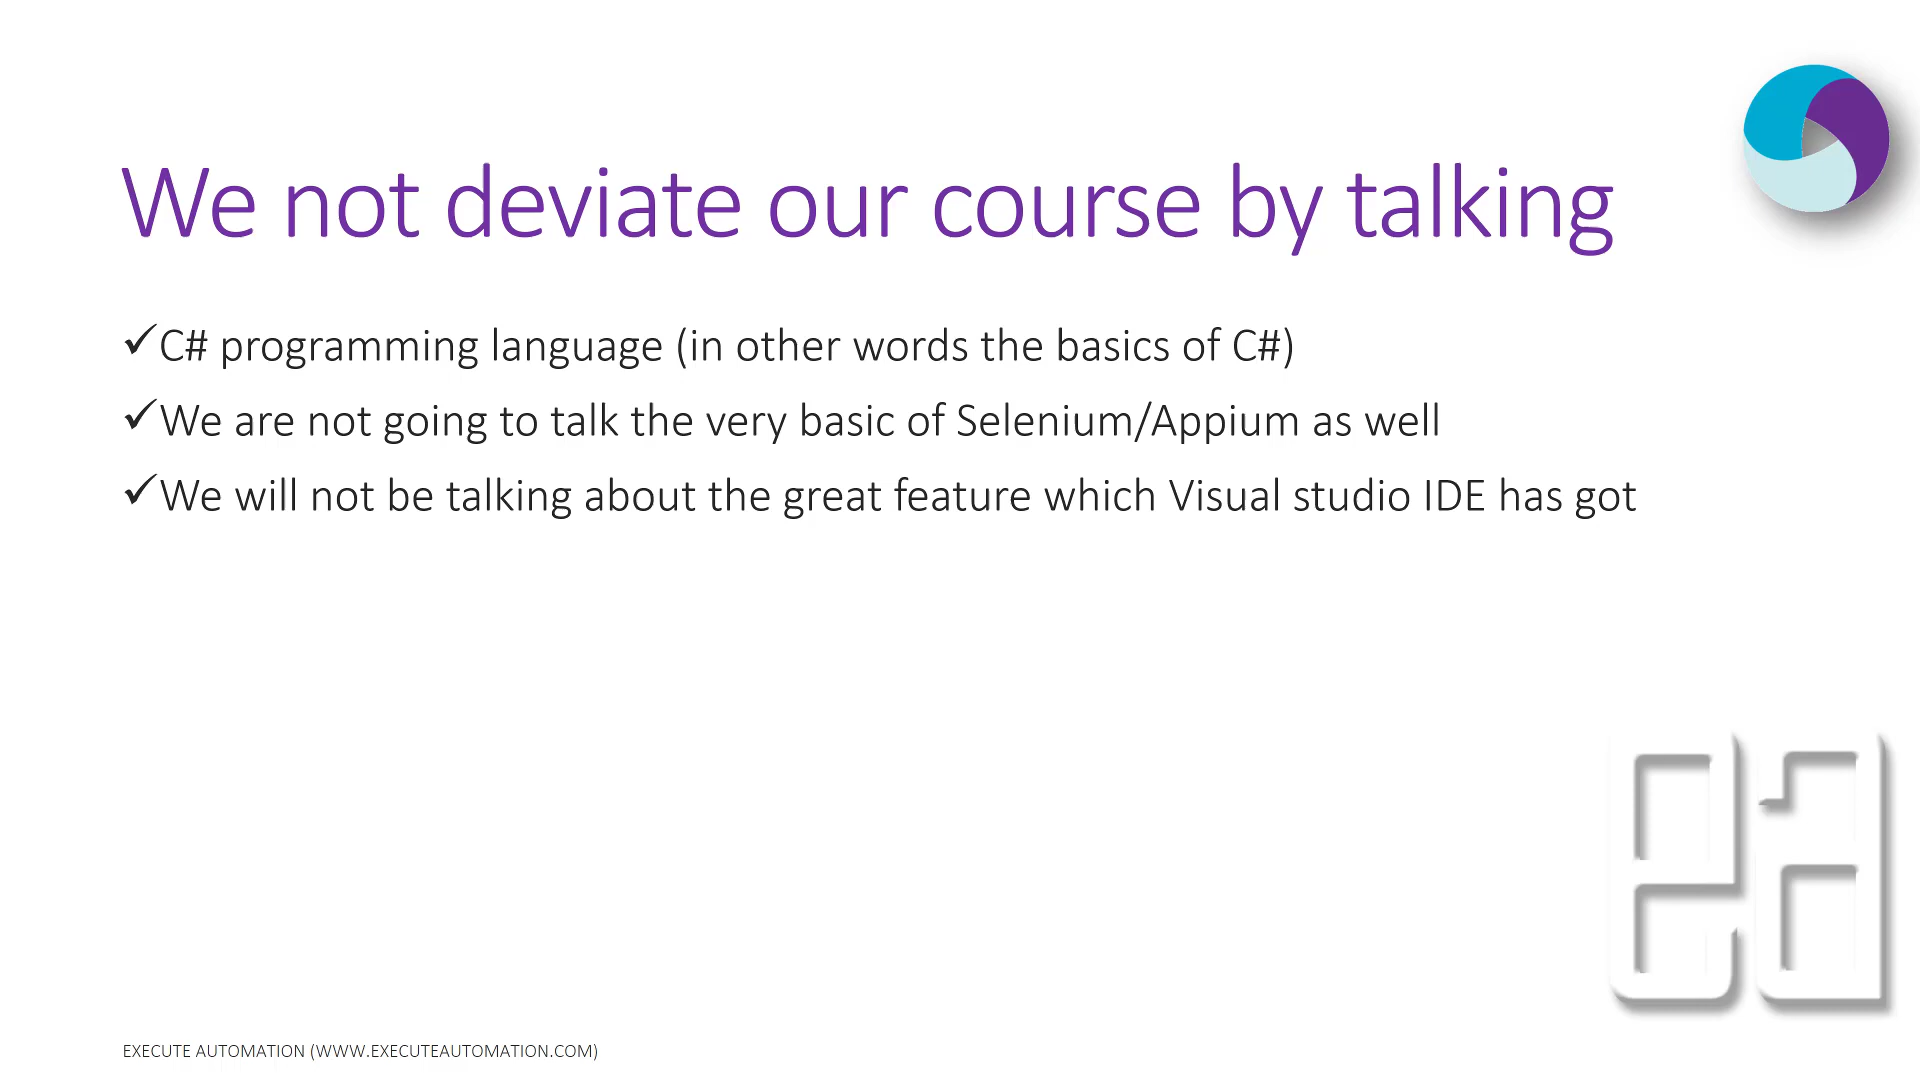 We not deviate our course by talking
✓C# programming language (in other words the basics of C#)
✓We are not going to talk the very basic of Selenium/Appium as well
✓We will not be talking about the great feature which Visual studio IDE has got
ea
EXECUTE AUTOMATION (WWW.EXECUTEAUTOMATION.COM)